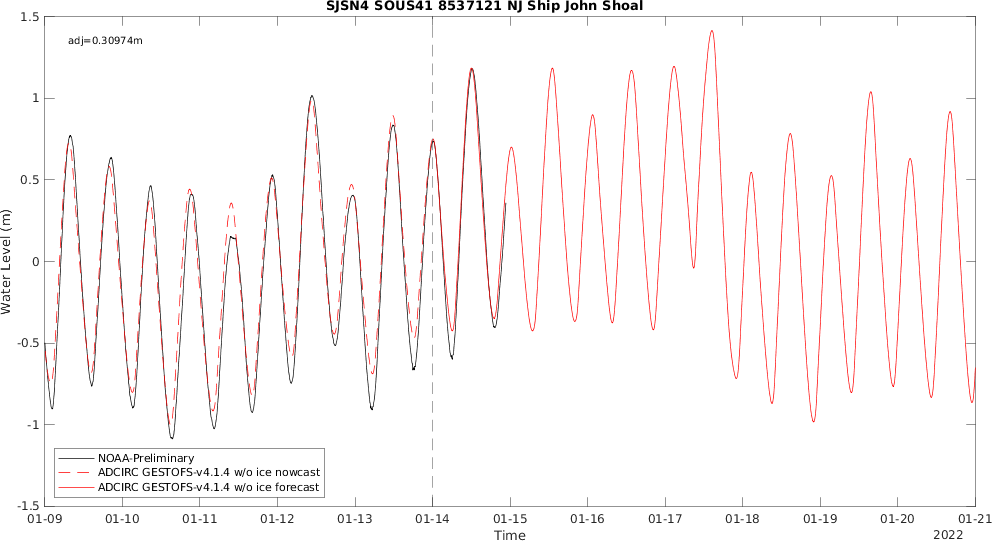 SJSN4 SOUS41 8537121 NJ Ship John Shoal
adj=0.30974m
1.5
1
0.5
0
-0.5
-1
-1.5
Water Level (m)
NOAA-Preliminary
ADCIRC GESTOFS-v4.1.4 w/o ice nowcast
ADCIRC GESTOFS-v4.1.4 w/o ice forecast
01-09 01-10 01-11 01-12 01-13 01-14 01-15 01-16 01-17 01-18 01-19 01-20 01-21
Time
2022